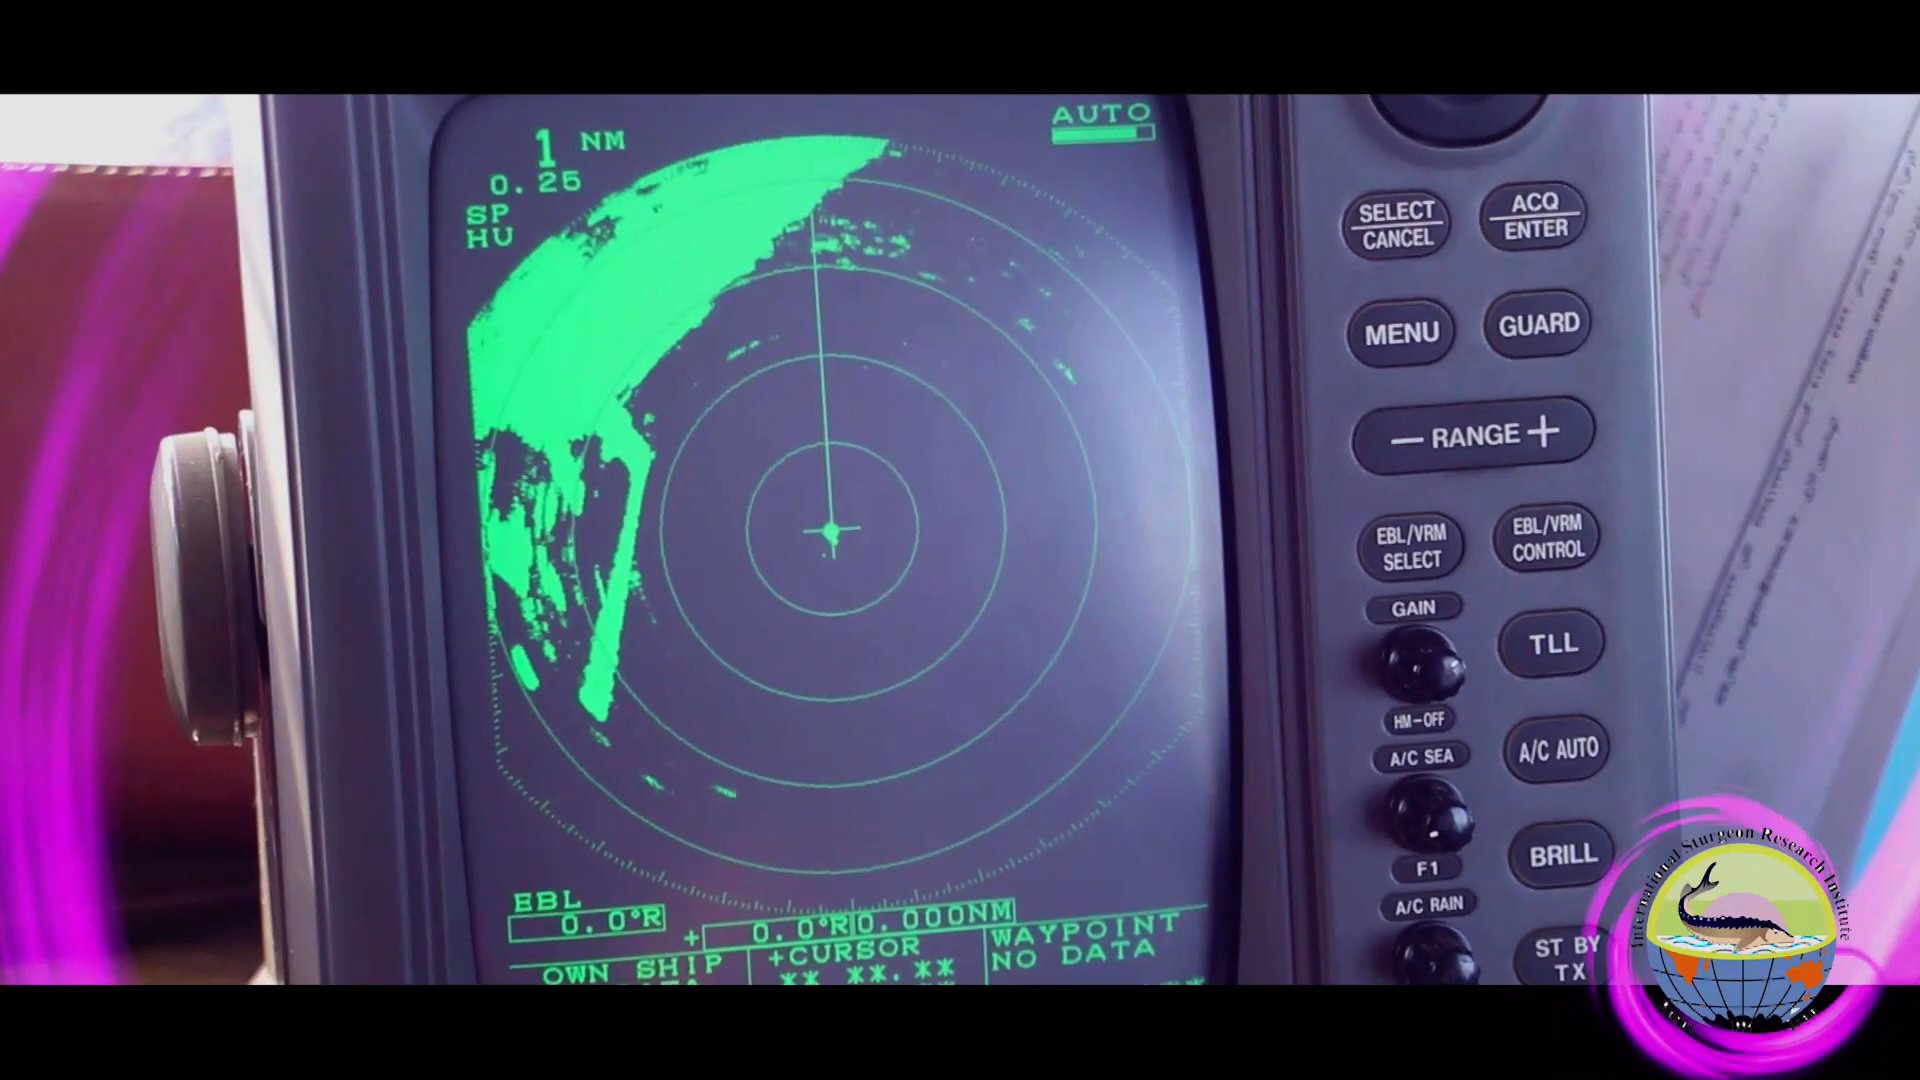 1 NM
0.25
SP
HU
AUTO
EBL
0.0°R
+
0.0°R 0.000NM
OWN SHIP
+CURSOR
** **.**
WAYPOINT
NO DATA
SELECT
CANCEL
ACQ
ENTER
MENU
GUARD
— RANGE +
EBL/VRM
SELECT
EBL/VRM
CONTROL
GAIN
TLL
HM-OFF
A/C SEA
A/C AUTO
F1
BRILL
A/C RAIN
ST BY
TX
International Sturgeon Research Institute